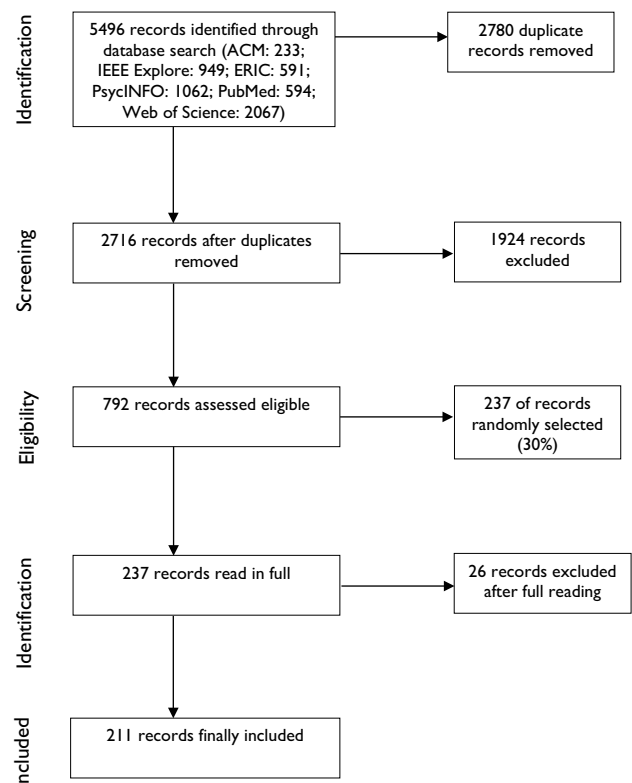 Identification
5496 records identified through
database search (ACM: 233;
IEEE Explore: 949; ERIC: 591;
PsycINFO: 1062; PubMed: 594;
Web of Science: 2067)
2780 duplicate
records removed
Screening
2716 records after duplicates
removed
1924 records
excluded
Eligibility
792 records assessed eligible
237 of records
randomly selected
(30%)
Identification
237 records read in full
26 records excluded
after full reading
ncluded
211 records finally included